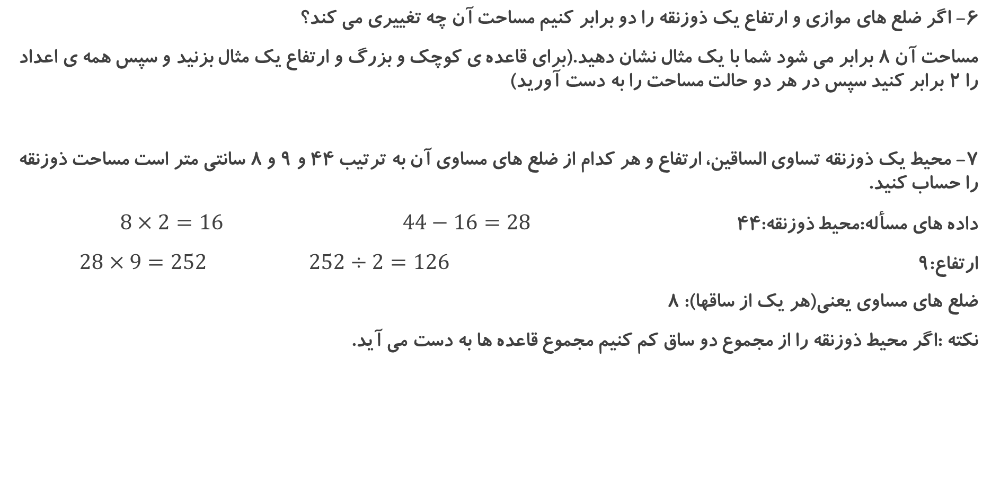 ۶- اگر ضلع های موازی و ارتفاع یک ذوزنقه را دو برابر کنیم مساحت آن چه تغییری می کند؟
مساحت آن ۸ برابر می شود شما با یک مثال نشان دهید.(برای قاعده ی کوچک و بزرگ و ارتفاع یک مثال بزنید و سپس همه ی اعداد
را ۲ برابر کنید سپس در هر دو حالت مساحت را به دست آورید)
۷- محیط یک ذوزنقه تساوی الساقین، ارتفاع و هر کدام از ضلع های مساوی آن به ترتیب ۴۴ و ۹ و ۸ سانتی متر است مساحت ذوزنقه
را حساب کنید.
داده های مسأله:محیط ذوزنقه:۴۴ 44 − 16 = 28 8 × 2 = 16
ارتفاع:۹ 252 ÷ 2 = 126 28 × 9 = 252
ضلع های مساوی یعنی(هر یک از ساقها): ۸
نکته :اگر محیط ذوزنقه را از مجموع دو ساق کم کنیم مجموع قاعده ها به دست می آید.